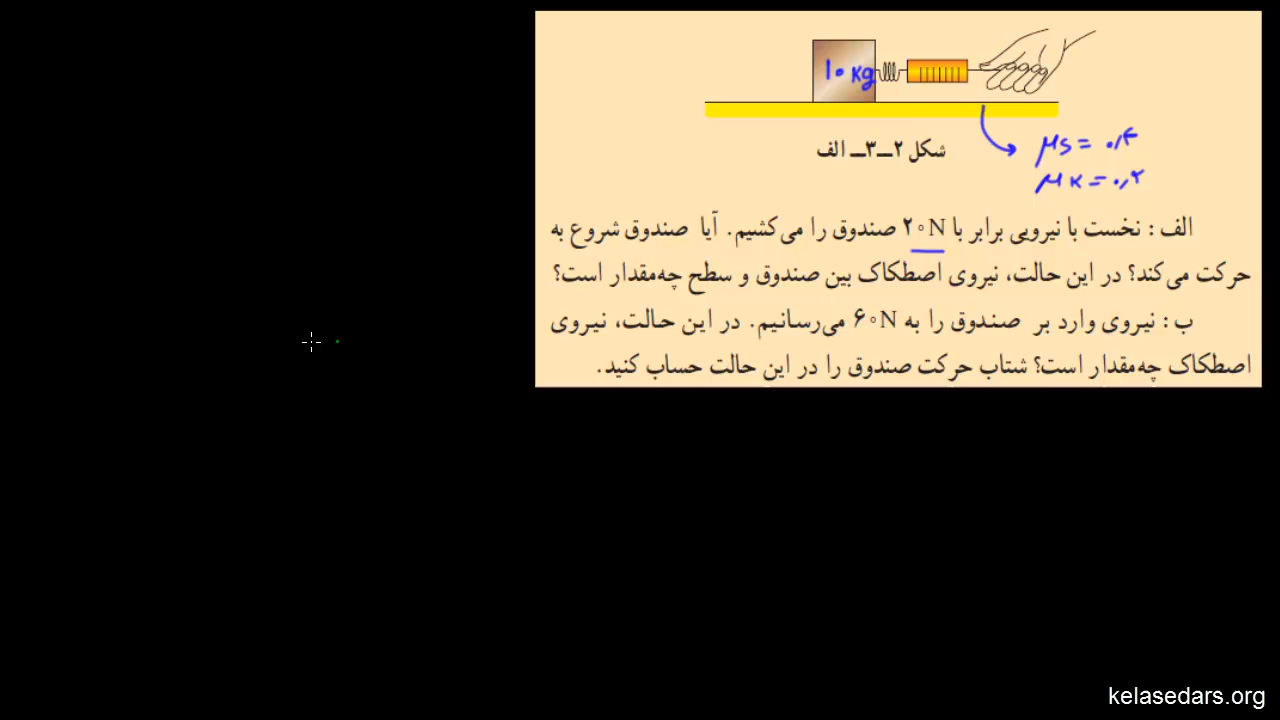 ۱۰ kg
شکل ۲ــ۳ــ الف
μs = ۰٫۴
μk = ۰٫۲
الف : نخست با نیرویی برابر با ۲۰N صندوق را می‌کشیم. آیا صندوق شروع به
حرکت می‌کند؟ در این حالت، نیروی اصطکاک بین صندوق و سطح چه‌مقدار است؟
ب : نیروی وارد بر صندوق را به ۶۰N می‌رسانیم. در این حالت، نیروی
اصطکاک چه‌مقدار است؟ شتاب حرکت صندوق را در این حالت حساب کنید.
kelasedars.org